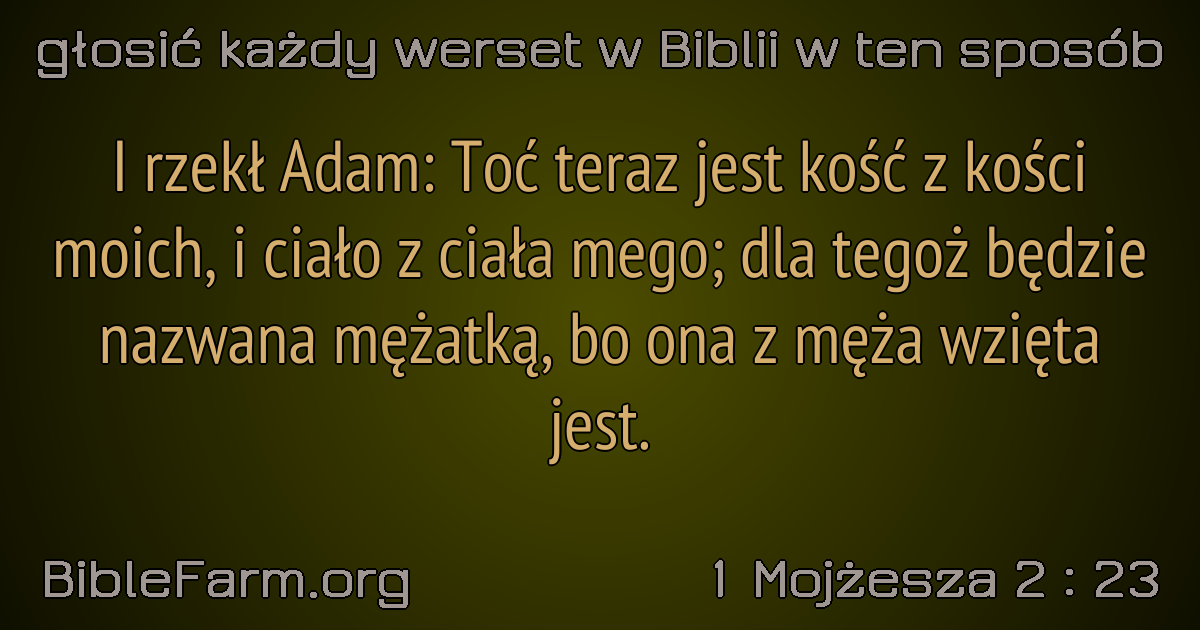 głosić każdy werset w Biblii w ten sposób
I rzekł Adam: Toć teraz jest kość z kości
moich, i ciało z ciała mego; dla tegoż będzie
nazwana mężatką, bo ona z męża wzięta
jest.
BibleFarm.org
1 Mojżesza 2 : 23